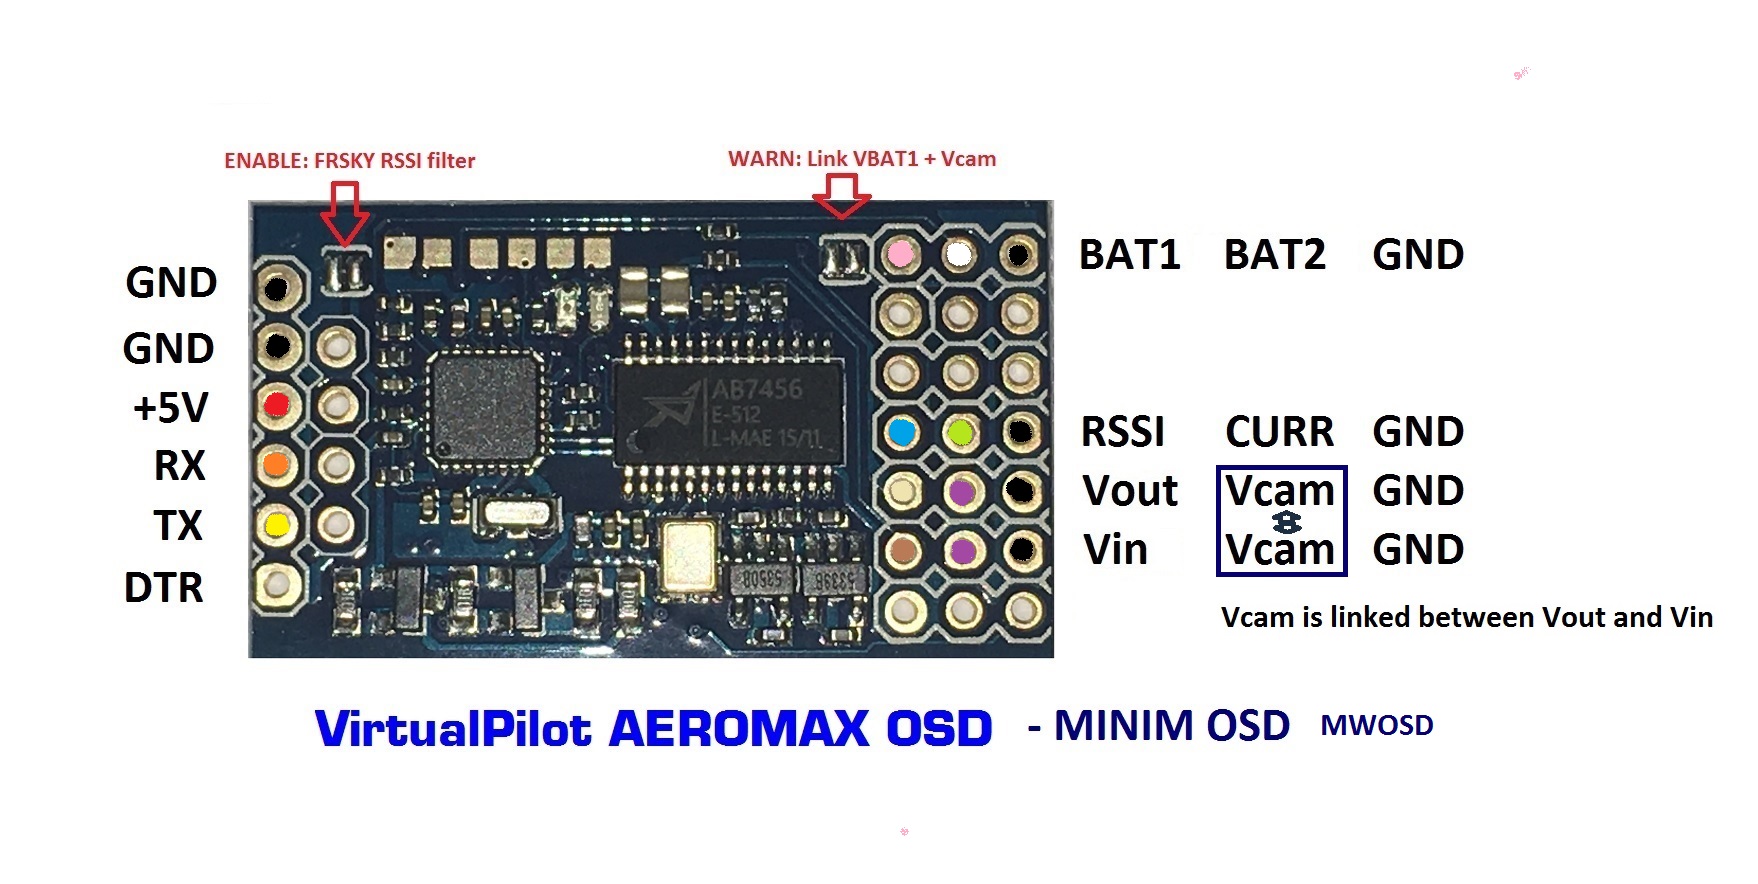 ENABLE: FRSKY RSSI filter
WARN: Link VBAT1 + Vcam
GND
GND
+5V
RX
TX
DTR
AB7456
E-512
L-MAE 15/11
5350B
5339B
BAT1 BAT2 GND
RSSI CURR GND
Vout Vcam GND
Vin Vcam GND
Vcam is linked between Vout and Vin
VirtualPilot AEROMAX OSD - MINIM OSD MWOSD